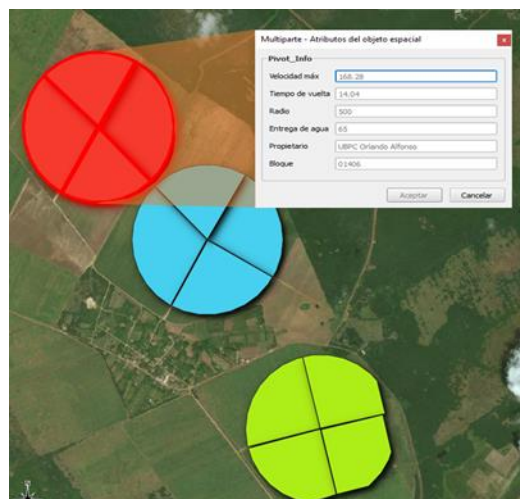 Multiparte - Atributos del objeto espacial
Pivot_Info
Velocidad máx 168.28
Tiempo de vuelta 14.04
Radio 500
Entrega de agua 65
Propietario UBPC Orlando Alfonso
Bloque 01406
Aceptar Cancelar